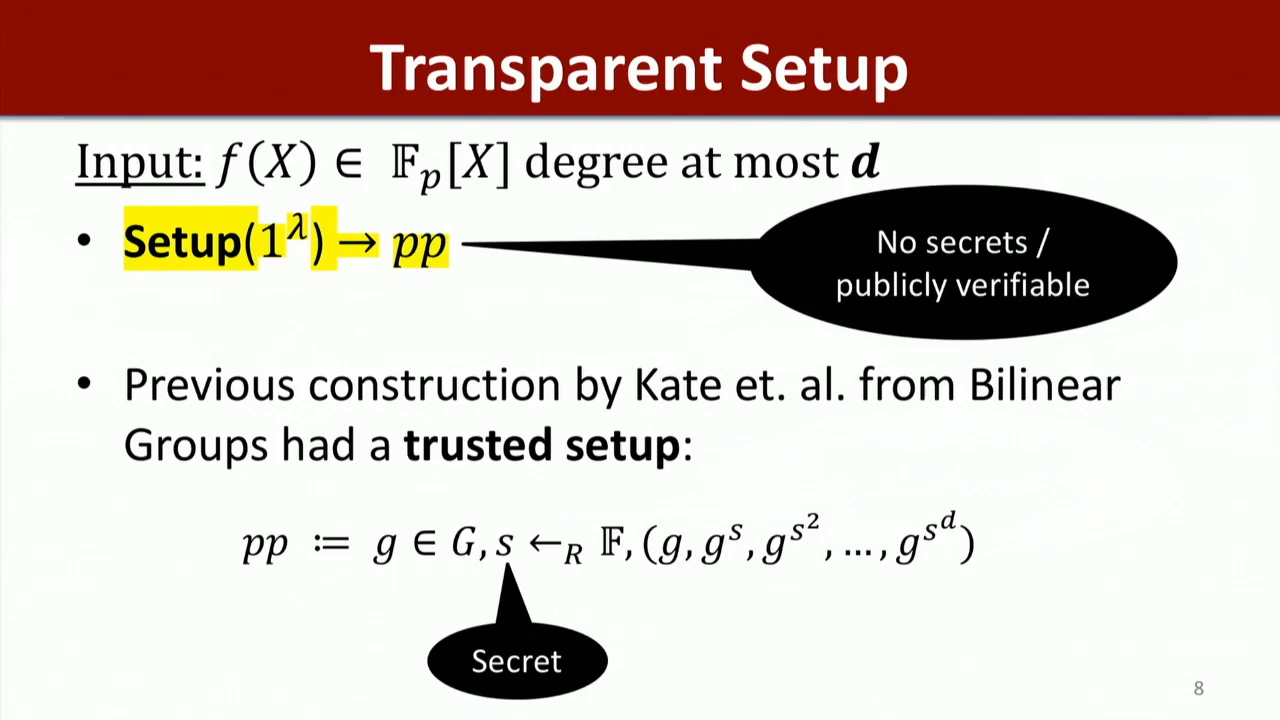 Transparent Setup
Input: f(X) ∈ 𝔽_p[X] degree at most d
• Setup(1^λ) → pp
No secrets /
publicly verifiable
• Previous construction by Kate et. al. from Bilinear
Groups had a trusted setup:
pp ≔ g ∈ G, s ←_R 𝔽, (g, g^s, g^{s^2}, …, g^{s^d})
Secret
8